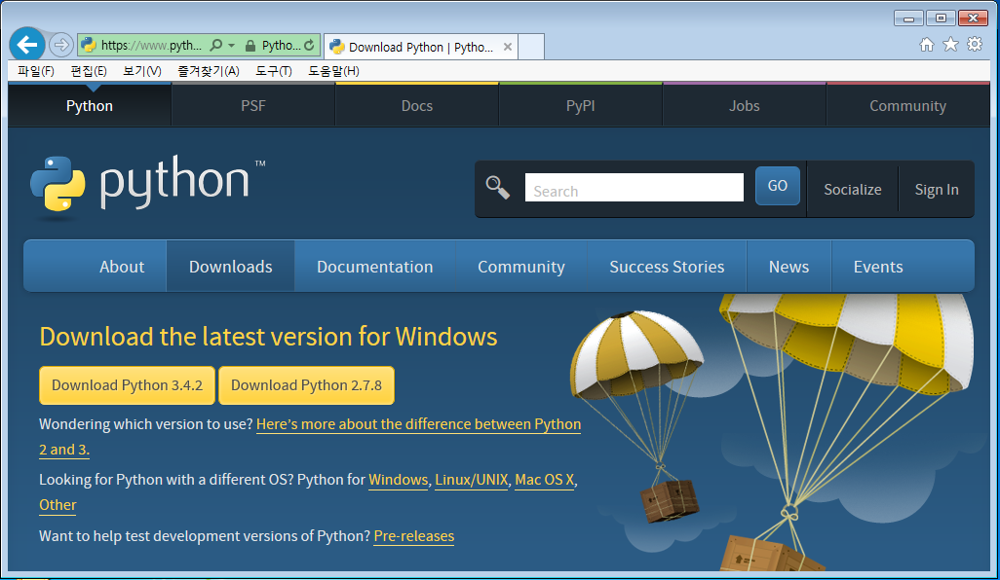 https://www.pyth... Pytho... Download Python | Pytho...
파일(F) 편집(E) 보기(V) 즐겨찾기(A) 도구(T) 도움말(H)
Python PSF Docs PyPI Jobs Community
python™
Search GO Socialize Sign In
About Downloads Documentation Community Success Stories News Events
Download the latest version for Windows
Download Python 3.4.2 Download Python 2.7.8
Wondering which version to use? Here's more about the difference between Python
2 and 3.
Looking for Python with a different OS? Python for Windows, Linux/UNIX, Mac OS X,
Other
Want to help test development versions of Python? Pre-releases